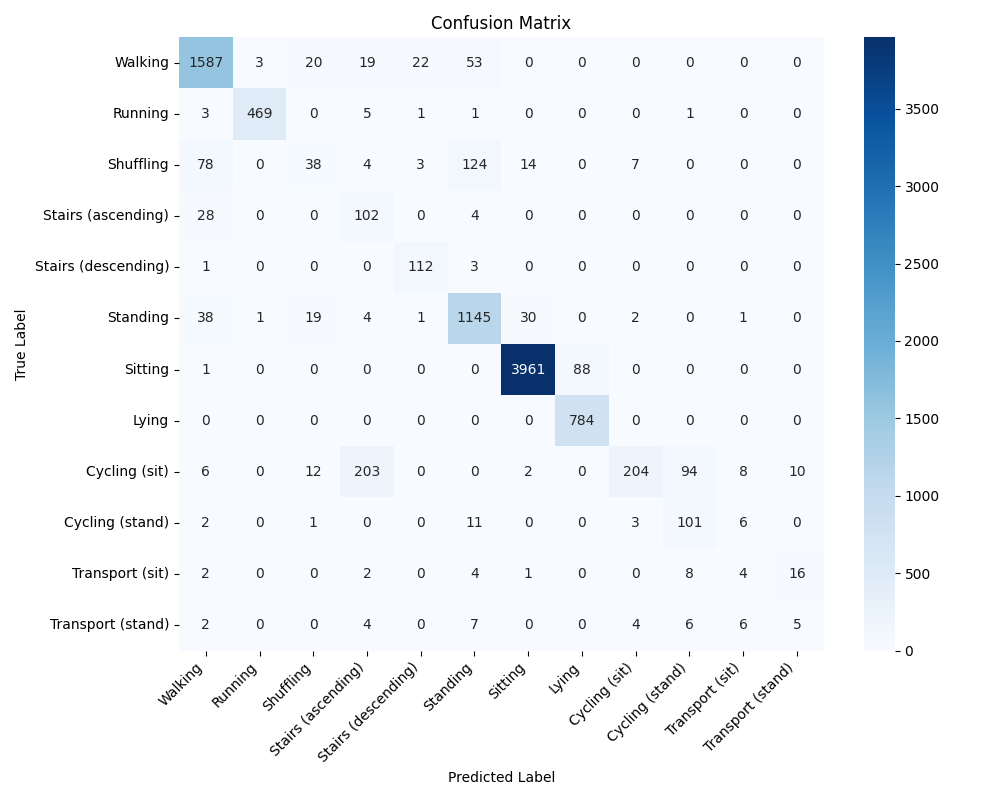 Confusion Matrix
Walking 1587 3 20 19 22 53 0 0 0 0 0 0
Running 3 469 0 5 1 1 0 0 0 1 0 0
Shuffling 78 0 38 4 3 124 14 0 7 0 0 0
Stairs (ascending) 28 0 0 102 0 4 0 0 0 0 0 0
Stairs (descending) 1 0 0 0 112 3 0 0 0 0 0 0
Standing 38 1 19 4 1 1145 30 0 2 0 1 0
Sitting 1 0 0 0 0 0 3961 88 0 0 0 0
Lying 0 0 0 0 0 0 0 784 0 0 0 0
Cycling (sit) 6 0 12 203 0 0 2 0 204 94 8 10
Cycling (stand) 2 0 1 0 0 11 0 0 3 101 6 0
Transport (sit) 2 0 0 2 0 4 1 0 0 8 4 16
Transport (stand) 2 0 0 4 0 7 0 0 4 6 6 5
True Label
Walking
Running
Shuffling
Stairs (ascending)
Stairs (descending)
Standing
Sitting
Lying
Cycling (sit)
Cycling (stand)
Transport (sit)
Transport (stand)
Predicted Label
3500
3000
2500
2000
1500
1000
500
0